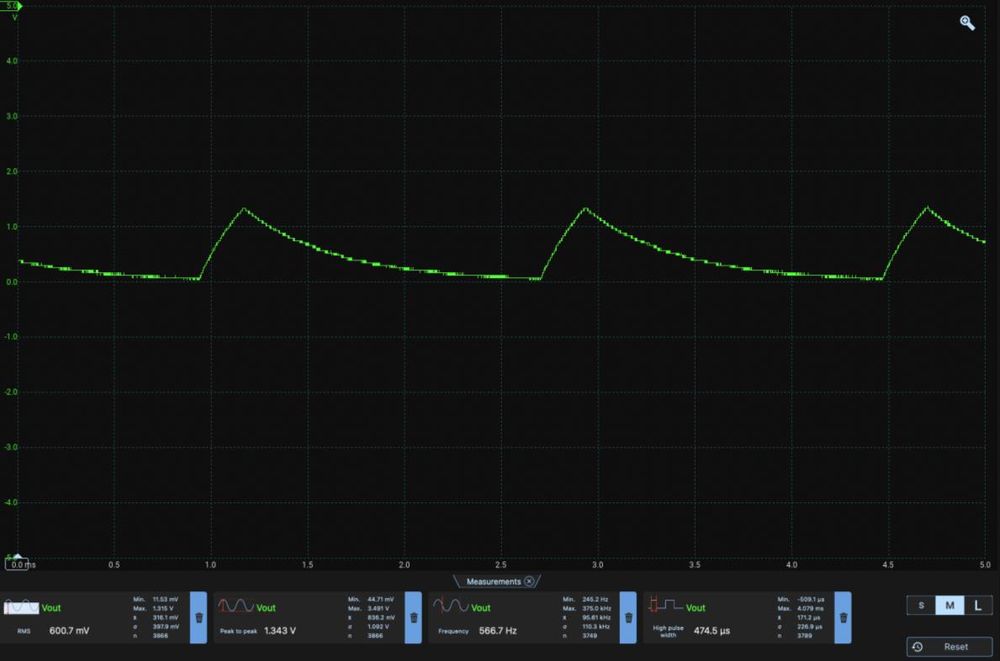 5.0
V
4.0
3.0
2.0
1.0
0.0
-1.0
-2.0
-3.0
-4.0
0.0 ms 0.5 1.0 1.5 2.0 2.5 3.0 3.5 4.0 4.5 5.0
Measurements
Vout
RMS 600.7 mV
Min. 11.53 mV
Max. 1.315 V
x̄ 316.1 mV
σ 397.9 mV
n 3866
Vout
Peak to peak 1.343 V
Min. 44.71 mV
Max. 3.491 V
x̄ 836.2 mV
σ 1.092 V
n 3866
Vout
Frequency 566.7 Hz
Min. 245.2 Hz
Max. 375.0 kHz
x̄ 95.61 kHz
σ 110.3 kHz
n 3749
Vout
High pulse
width 474.5 µs
Min. -509.1 µs
Max. 4.079 ms
x̄ 171.2 µs
σ 226.9 µs
n 3789
S M L
Reset